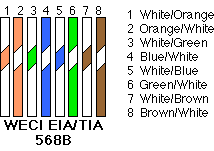 1 2 3 4 5 6 7 8
WECI EIA/TIA
568B
1 White/Orange
2 Orange/White
3 White/Green
4 Blue/White
5 White/Blue
6 Green/White
7 White/Brown
8 Brown/White